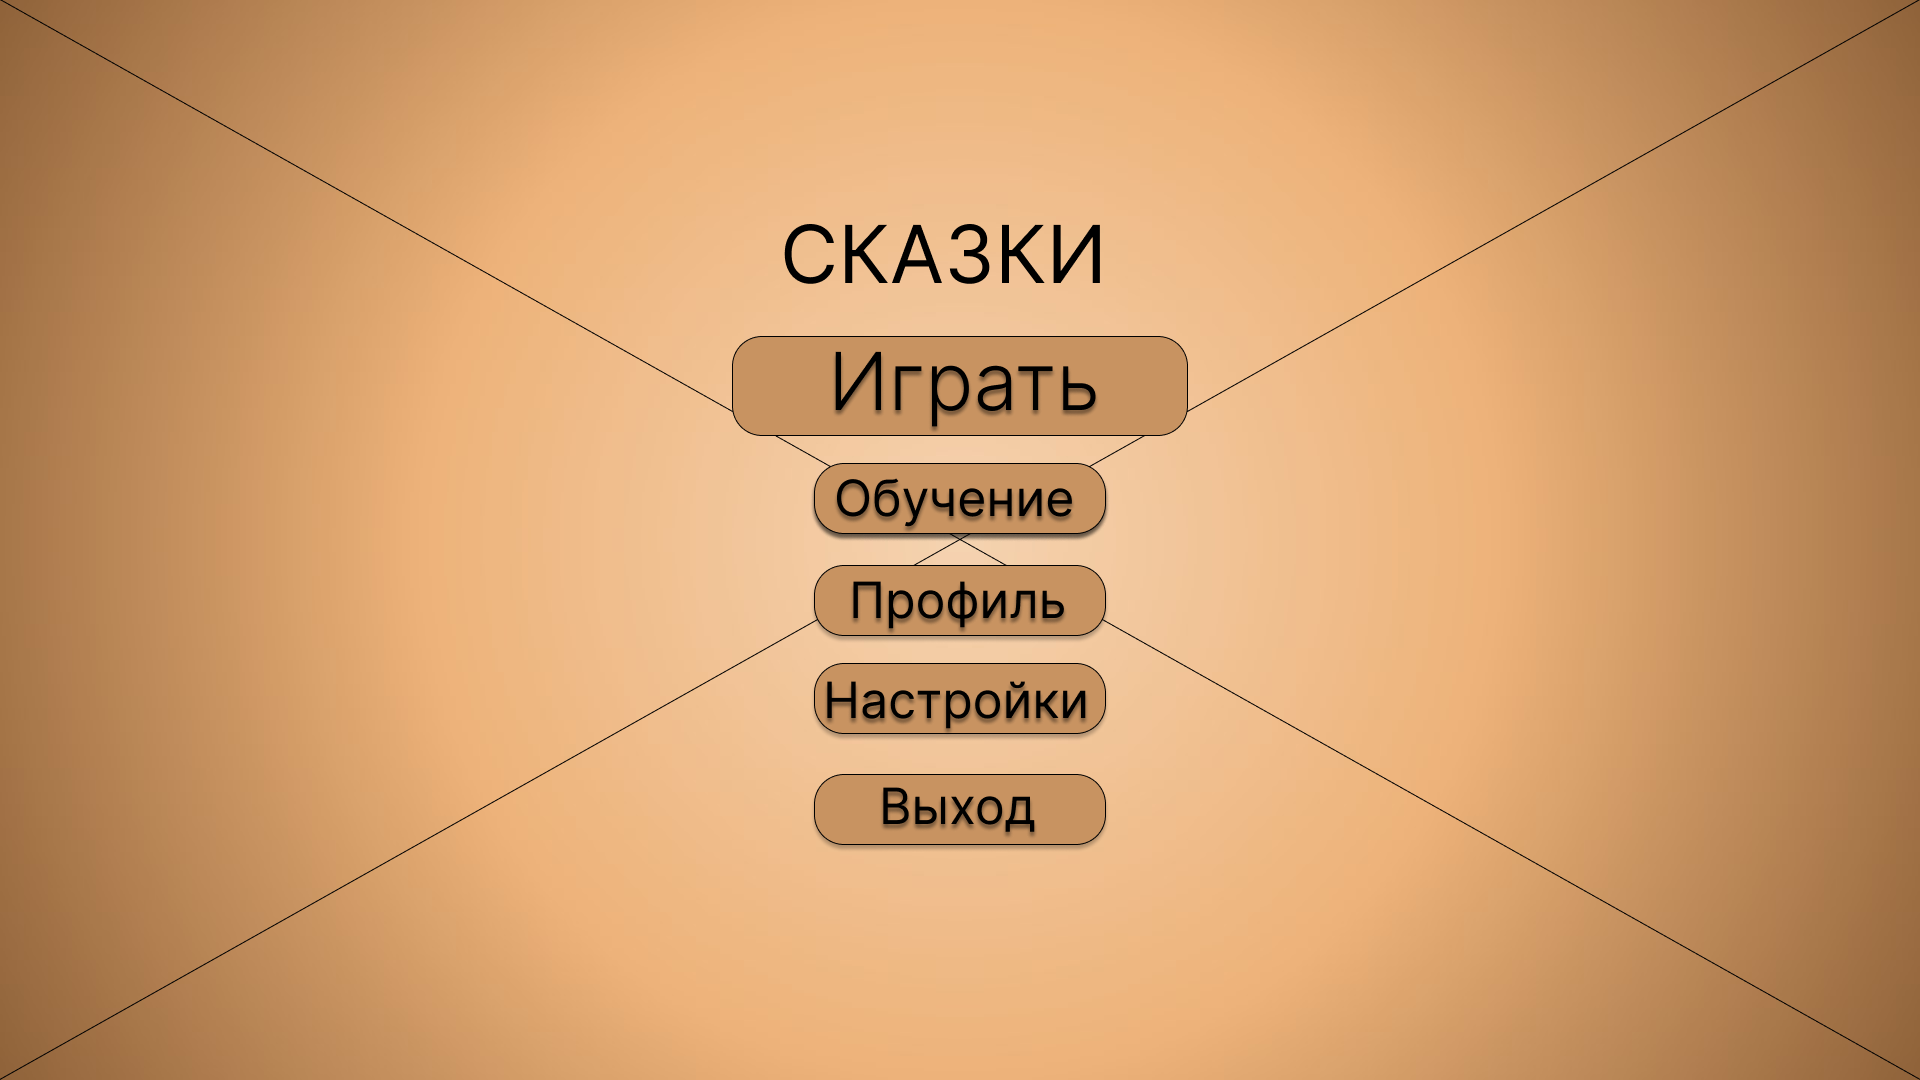 СКАЗКИ
Играть
Обучение
Профиль
Настройки
Выход